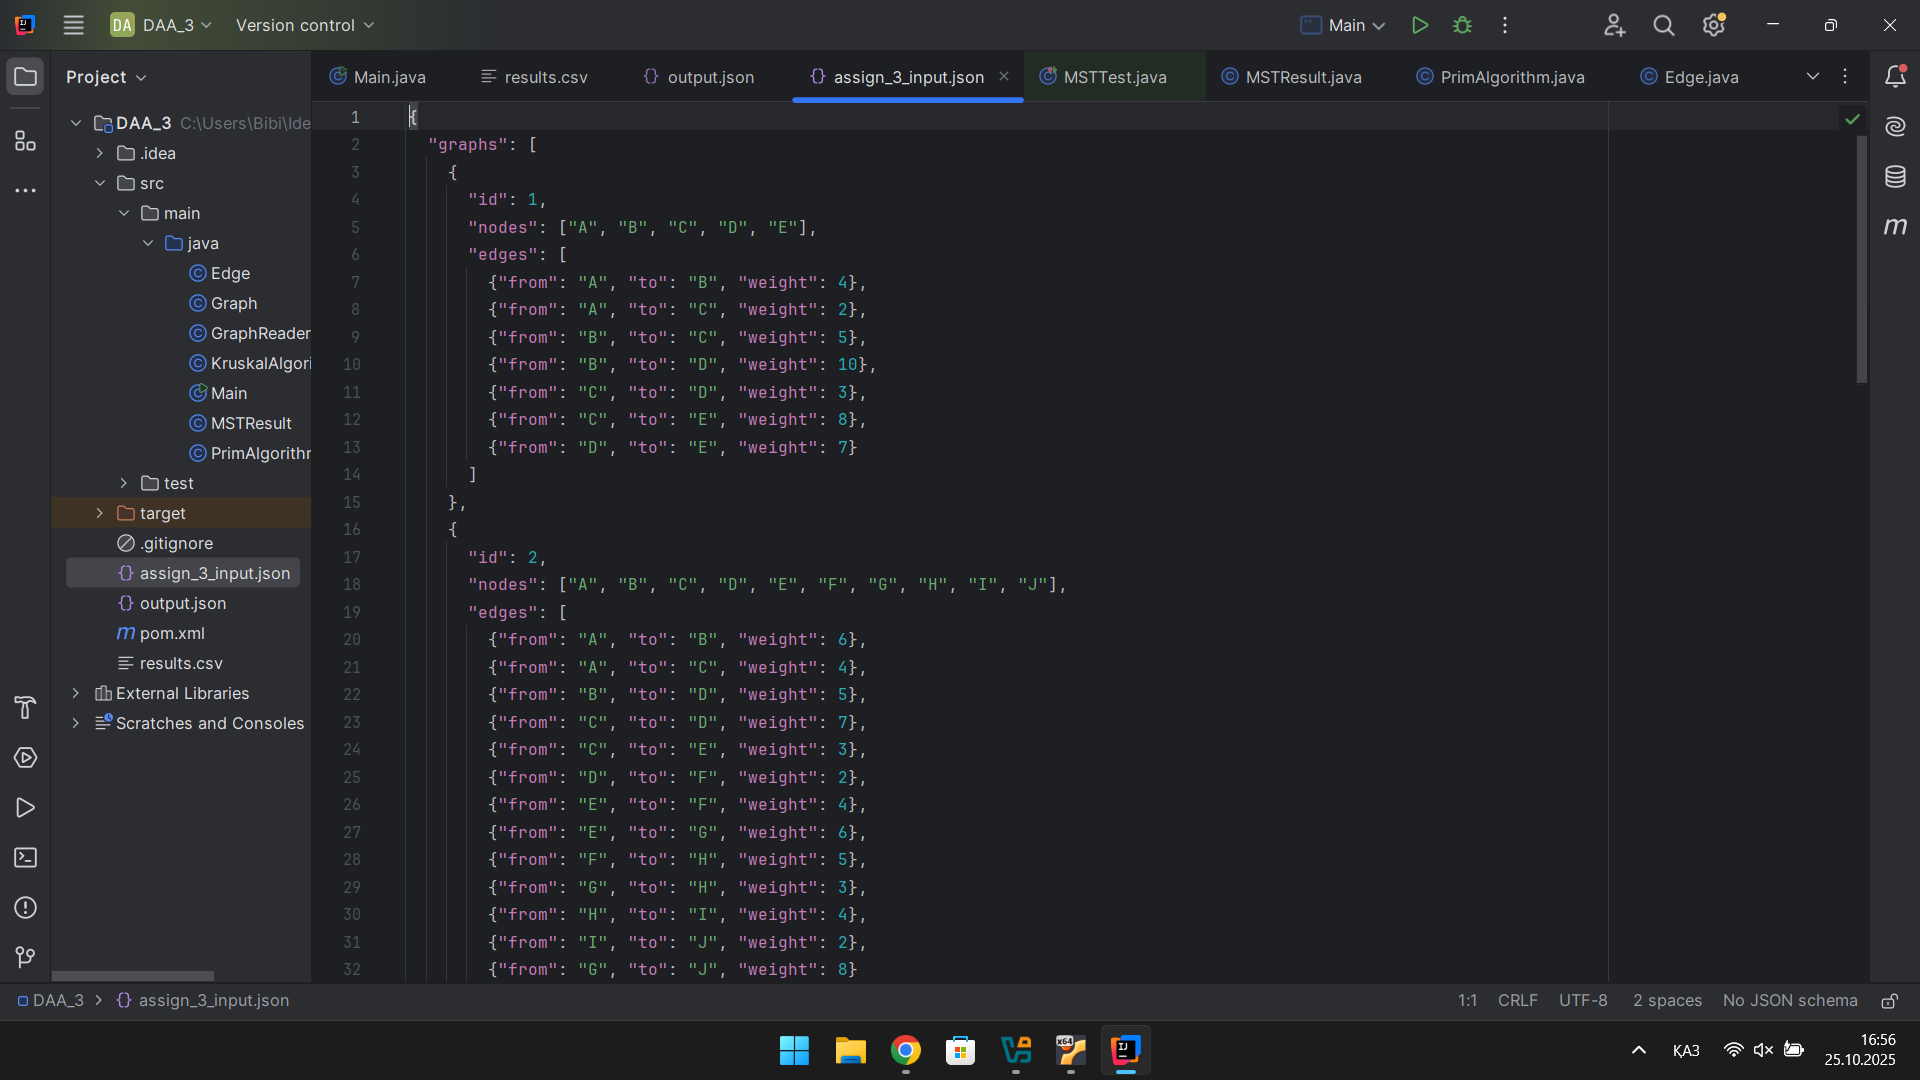 DA DAA_3 Version control Main
Project
Main.java results.csv output.json assign_3_input.json MSTTest.java MSTResult.java PrimAlgorithm.java Edge.java
DAA_3 C:\Users\Bibi\Ide
.idea
src
main
java
Edge
Graph
GraphReader
KruskalAlgori
Main
MSTResult
PrimAlgorithm
test
target
.gitignore
assign_3_input.json
output.json
pom.xml
results.csv
External Libraries
Scratches and Consoles
1 {
2 "graphs": [
3 {
4 "id": 1,
5 "nodes": ["A", "B", "C", "D", "E"],
6 "edges": [
7 {"from": "A", "to": "B", "weight": 4},
8 {"from": "A", "to": "C", "weight": 2},
9 {"from": "B", "to": "C", "weight": 5},
10 {"from": "B", "to": "D", "weight": 10},
11 {"from": "C", "to": "D", "weight": 3},
12 {"from": "C", "to": "E", "weight": 8},
13 {"from": "D", "to": "E", "weight": 7}
14 ]
15 },
16 {
17 "id": 2,
18 "nodes": ["A", "B", "C", "D", "E", "F", "G", "H", "I", "J"],
19 "edges": [
20 {"from": "A", "to": "B", "weight": 6},
21 {"from": "A", "to": "C", "weight": 4},
22 {"from": "B", "to": "D", "weight": 5},
23 {"from": "C", "to": "D", "weight": 7},
24 {"from": "C", "to": "E", "weight": 3},
25 {"from": "D", "to": "F", "weight": 2},
26 {"from": "E", "to": "F", "weight": 4},
27 {"from": "E", "to": "G", "weight": 6},
28 {"from": "F", "to": "H", "weight": 5},
29 {"from": "G", "to": "H", "weight": 3},
30 {"from": "H", "to": "I", "weight": 4},
31 {"from": "I", "to": "J", "weight": 2},
32 {"from": "G", "to": "J", "weight": 8}
DAA_3 assign_3_input.json 1:1 CRLF UTF-8 2 spaces No JSON schema
ҚАЗ 16:56
25.10.2025